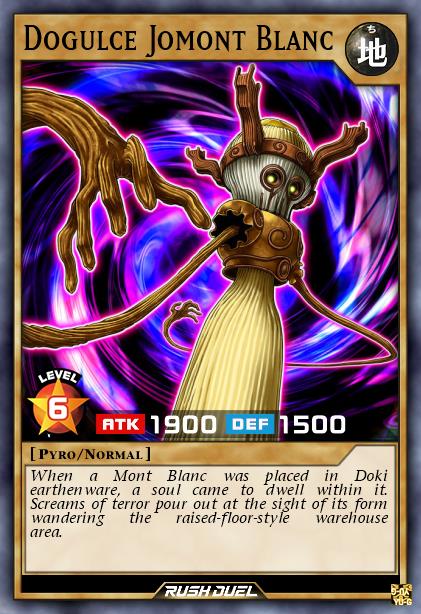 Dogulce Jomont Blanc
ち
地
LEVEL
6
ATK 1900 DEF 1500
[Pyro/Normal]
When a Mont Blanc was placed in Doki
earthenware, a soul came to dwell within it.
Screams of terror pour out at the sight of its form
wandering the raised-floor-style warehouse
area.
RUSH DUEL